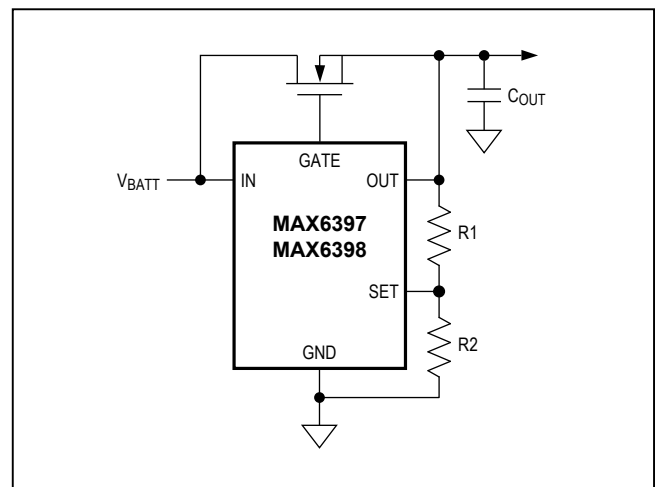 C_OUT
GATE
V_BATT
IN
OUT
MAX6397
MAX6398
R1
SET
R2
GND